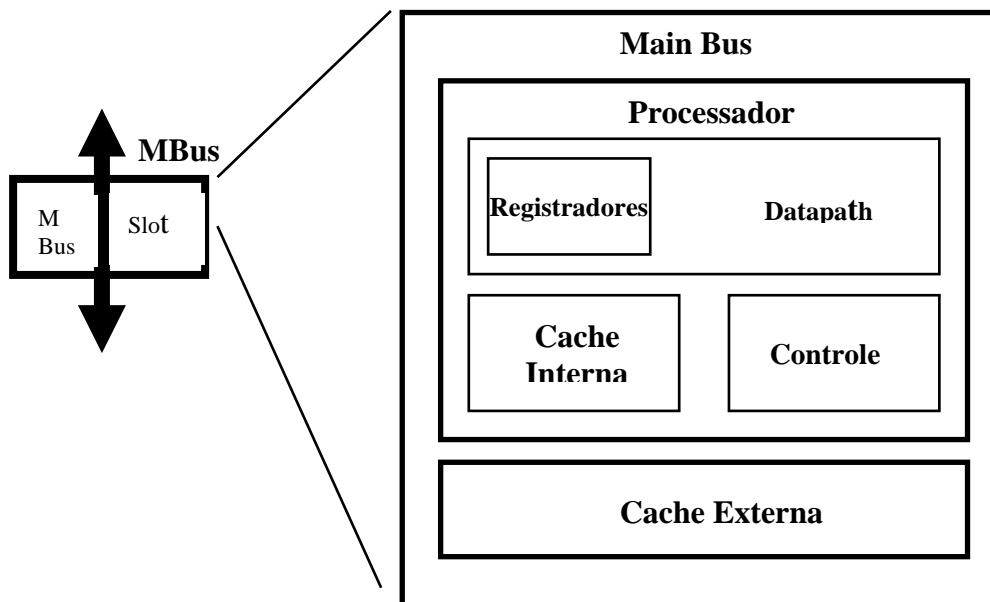 MBus
M
Bus
Slot
Main Bus
Processador
Registradores
Datapath
Cache
Interna
Controle
Cache Externa